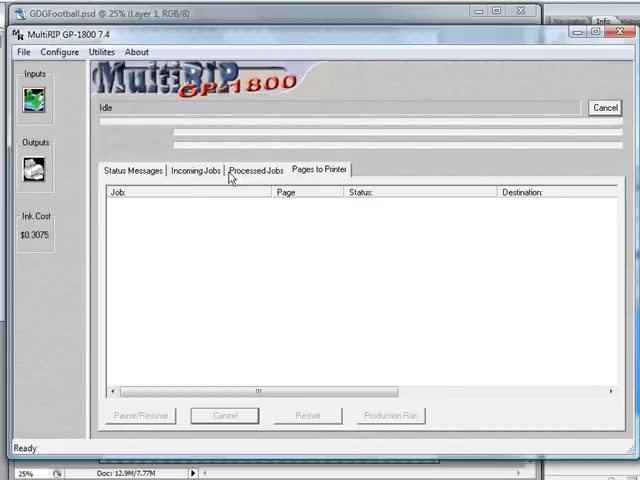 GDGFootball.psd @ 25% (Layer 1, RGB/8)
Navigator Info Histo
MR MultiRIP GP-1800 7.4
File Configure Utilities About
Inputs
MultiRIP
GP-1800
Idle
Cancel
Outputs
Status Messages Incoming Jobs Processed Jobs Pages to Printer
Job: Page Status: Destination:
Ink Cost
$0.3075
Pause/Resume Cancel Restart Production Run
Ready
25% Doc: 12.9M/7.77M